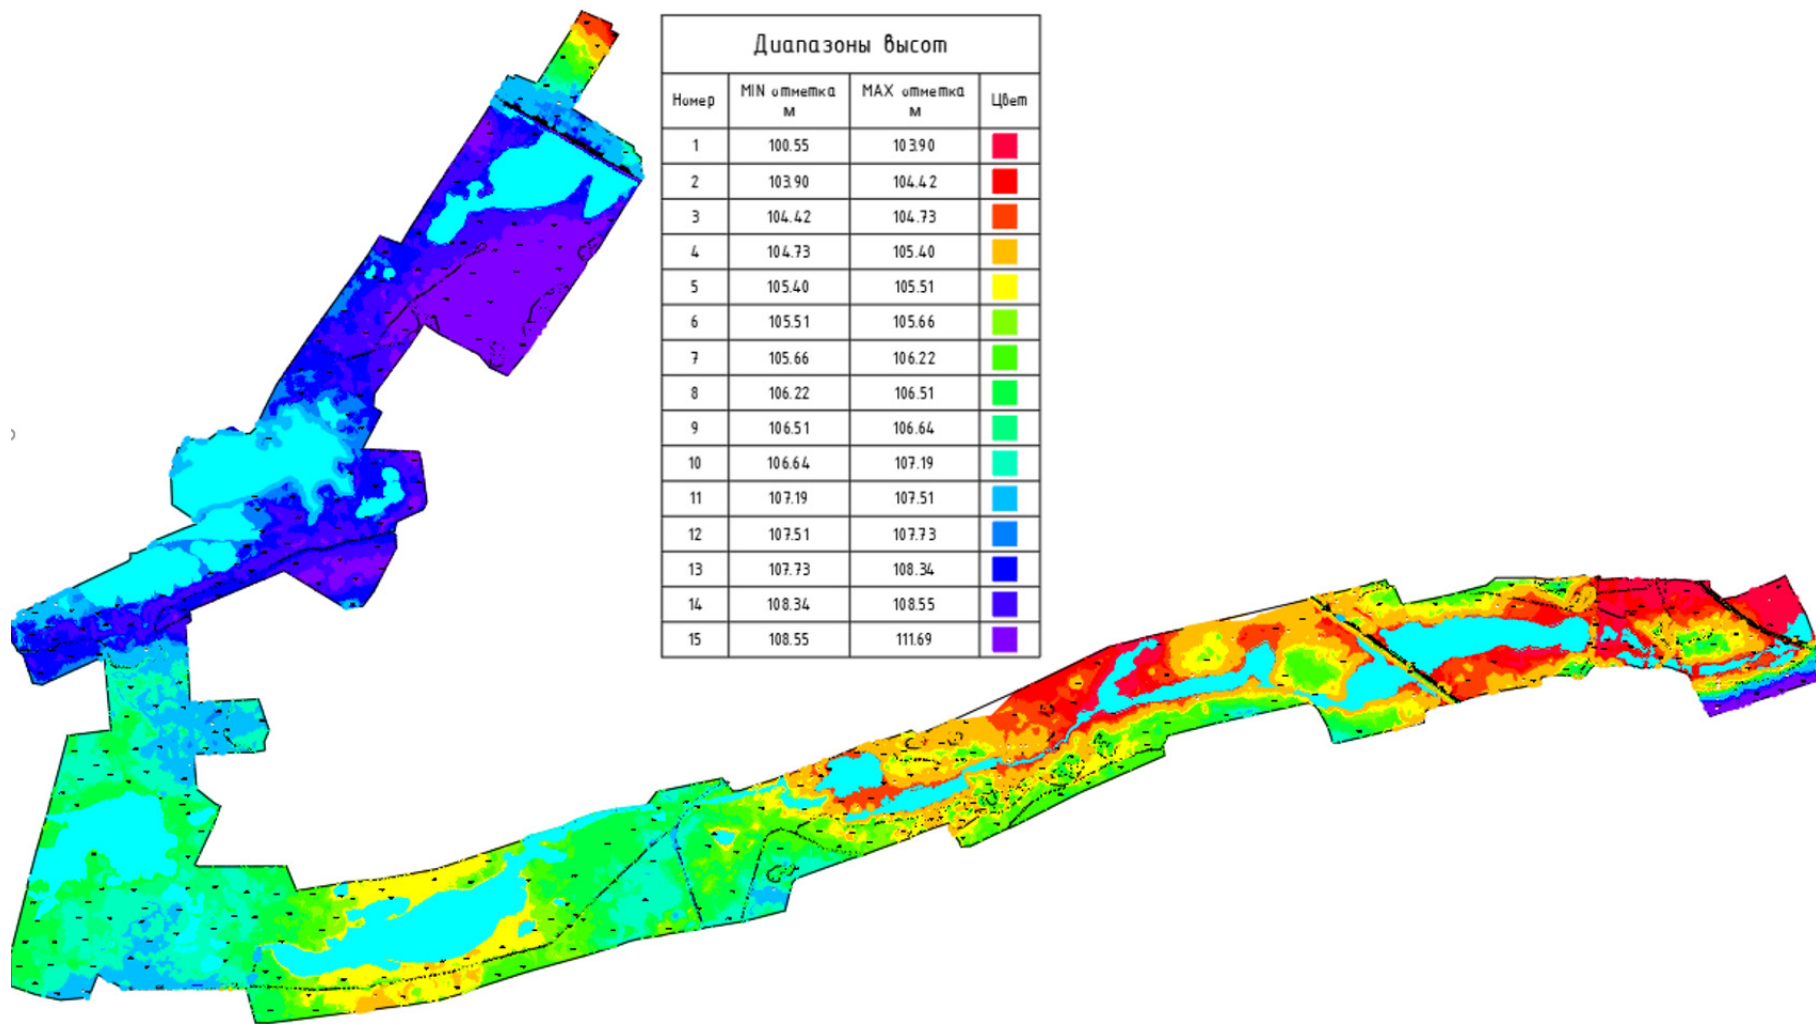 Диапазоны высот
Номер MIN отметка м MAX отметка м Цвет
1 100.55 103.90
2 103.90 104.42
3 104.42 104.73
4 104.73 105.40
5 105.40 105.51
6 105.51 105.66
7 105.66 106.22
8 106.22 106.51
9 106.51 106.64
10 106.64 107.19
11 107.19 107.51
12 107.51 107.73
13 107.73 108.34
14 108.34 108.55
15 108.55 111.69